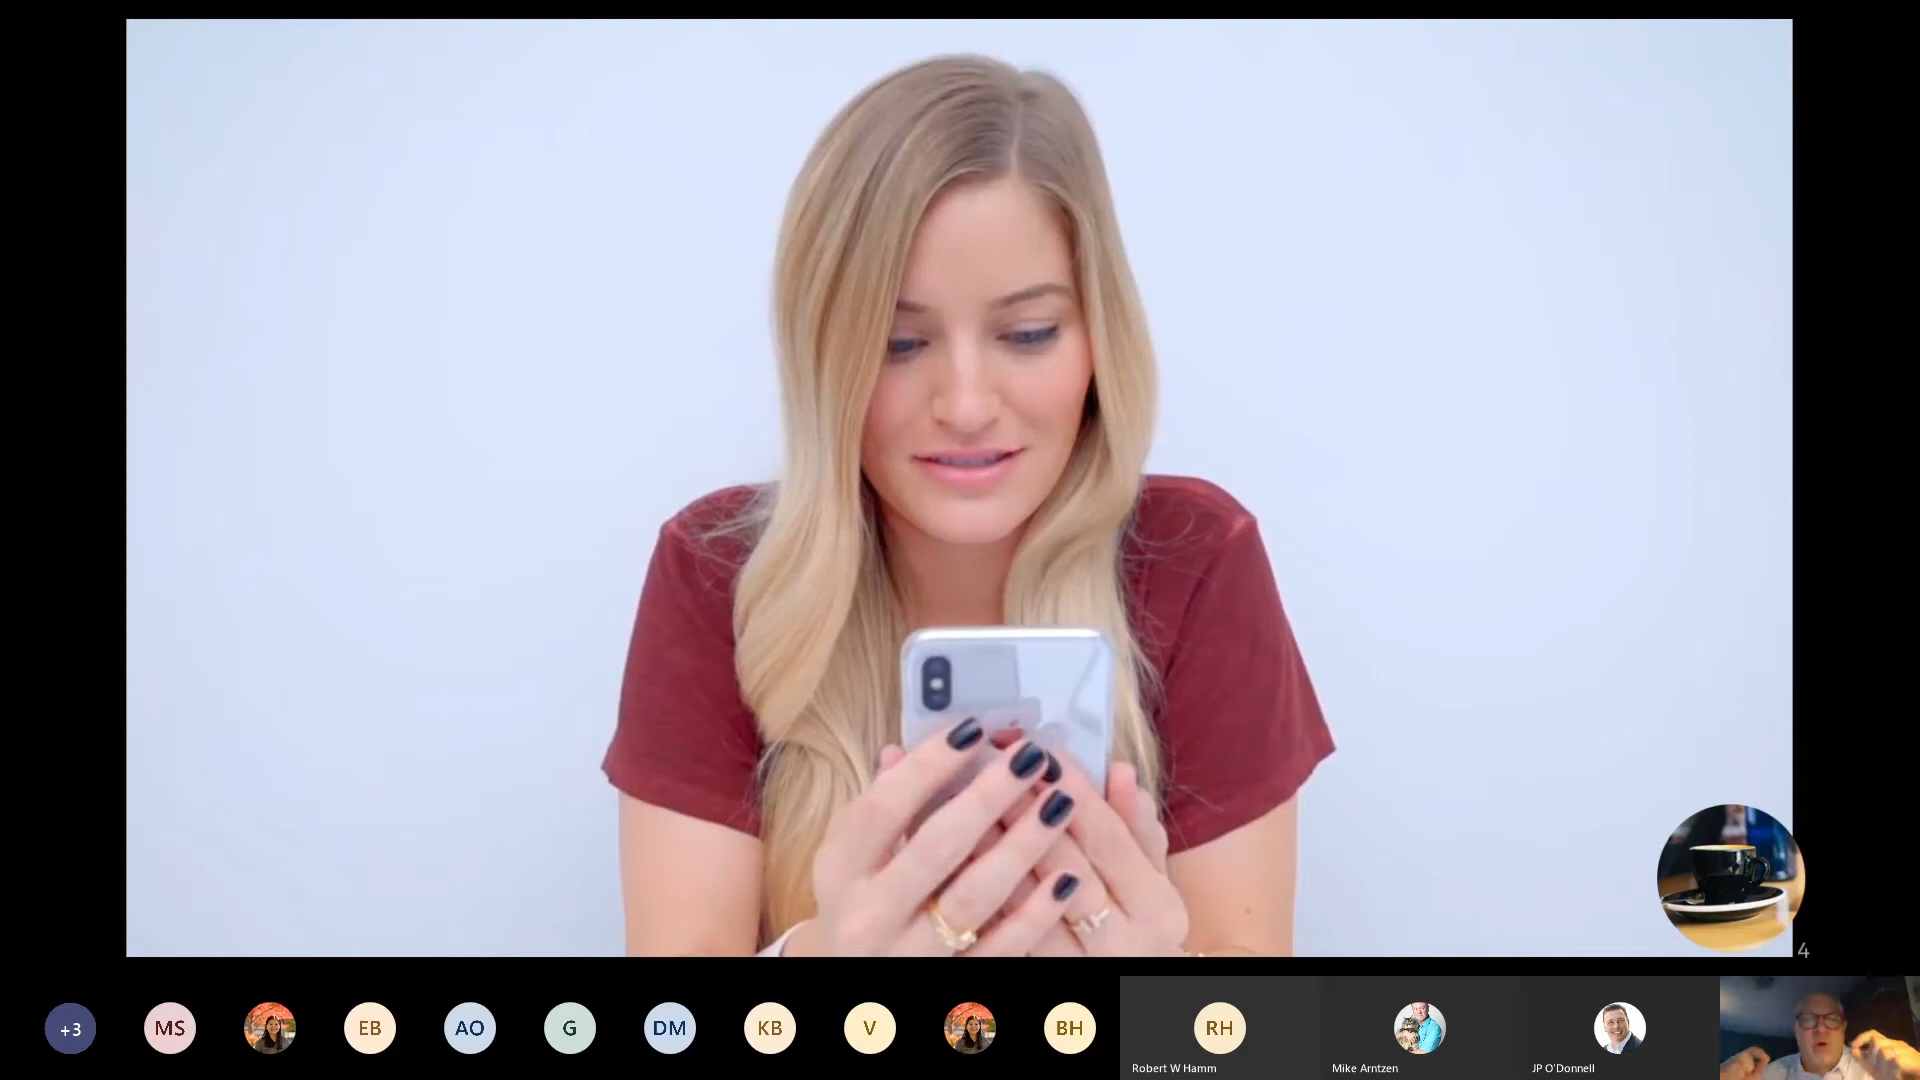 4
+3
MS
EB
AO
G
DM
KB
V
BH
RH
Robert W Hamm
Mike Arntzen
JP O'Donnell